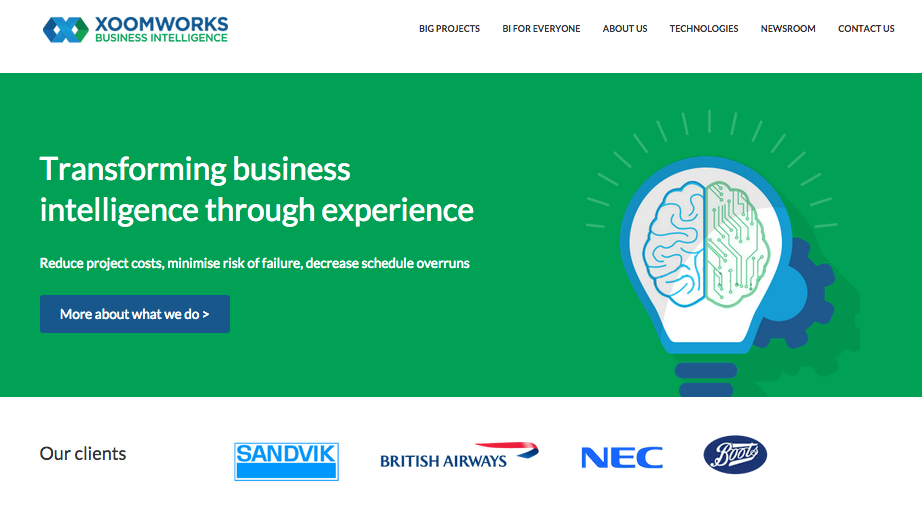 XOOMWORKS
BUSINESS INTELLIGENCE
BIG PROJECTS
BI FOR EVERYONE
ABOUT US
TECHNOLOGIES
NEWSROOM
CONTACT US
Transforming business
intelligence through experience
Reduce project costs, minimise risk of failure, decrease schedule overruns
More about what we do >
Our clients
SANDVIK
BRITISH AIRWAYS
NEC
Boots